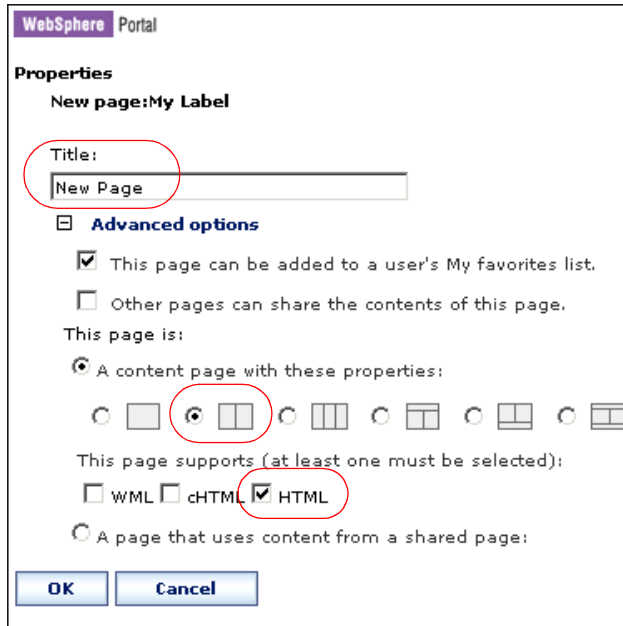 WebSphere Portal
Properties
New page:My Label
Title:
New Page
Advanced options
This page can be added to a user's My favorites list.
Other pages can share the contents of this page.
This page is:
A content page with these properties:
This page supports (at least one must be selected):
WML cHTML HTML
A page that uses content from a shared page:
OK Cancel